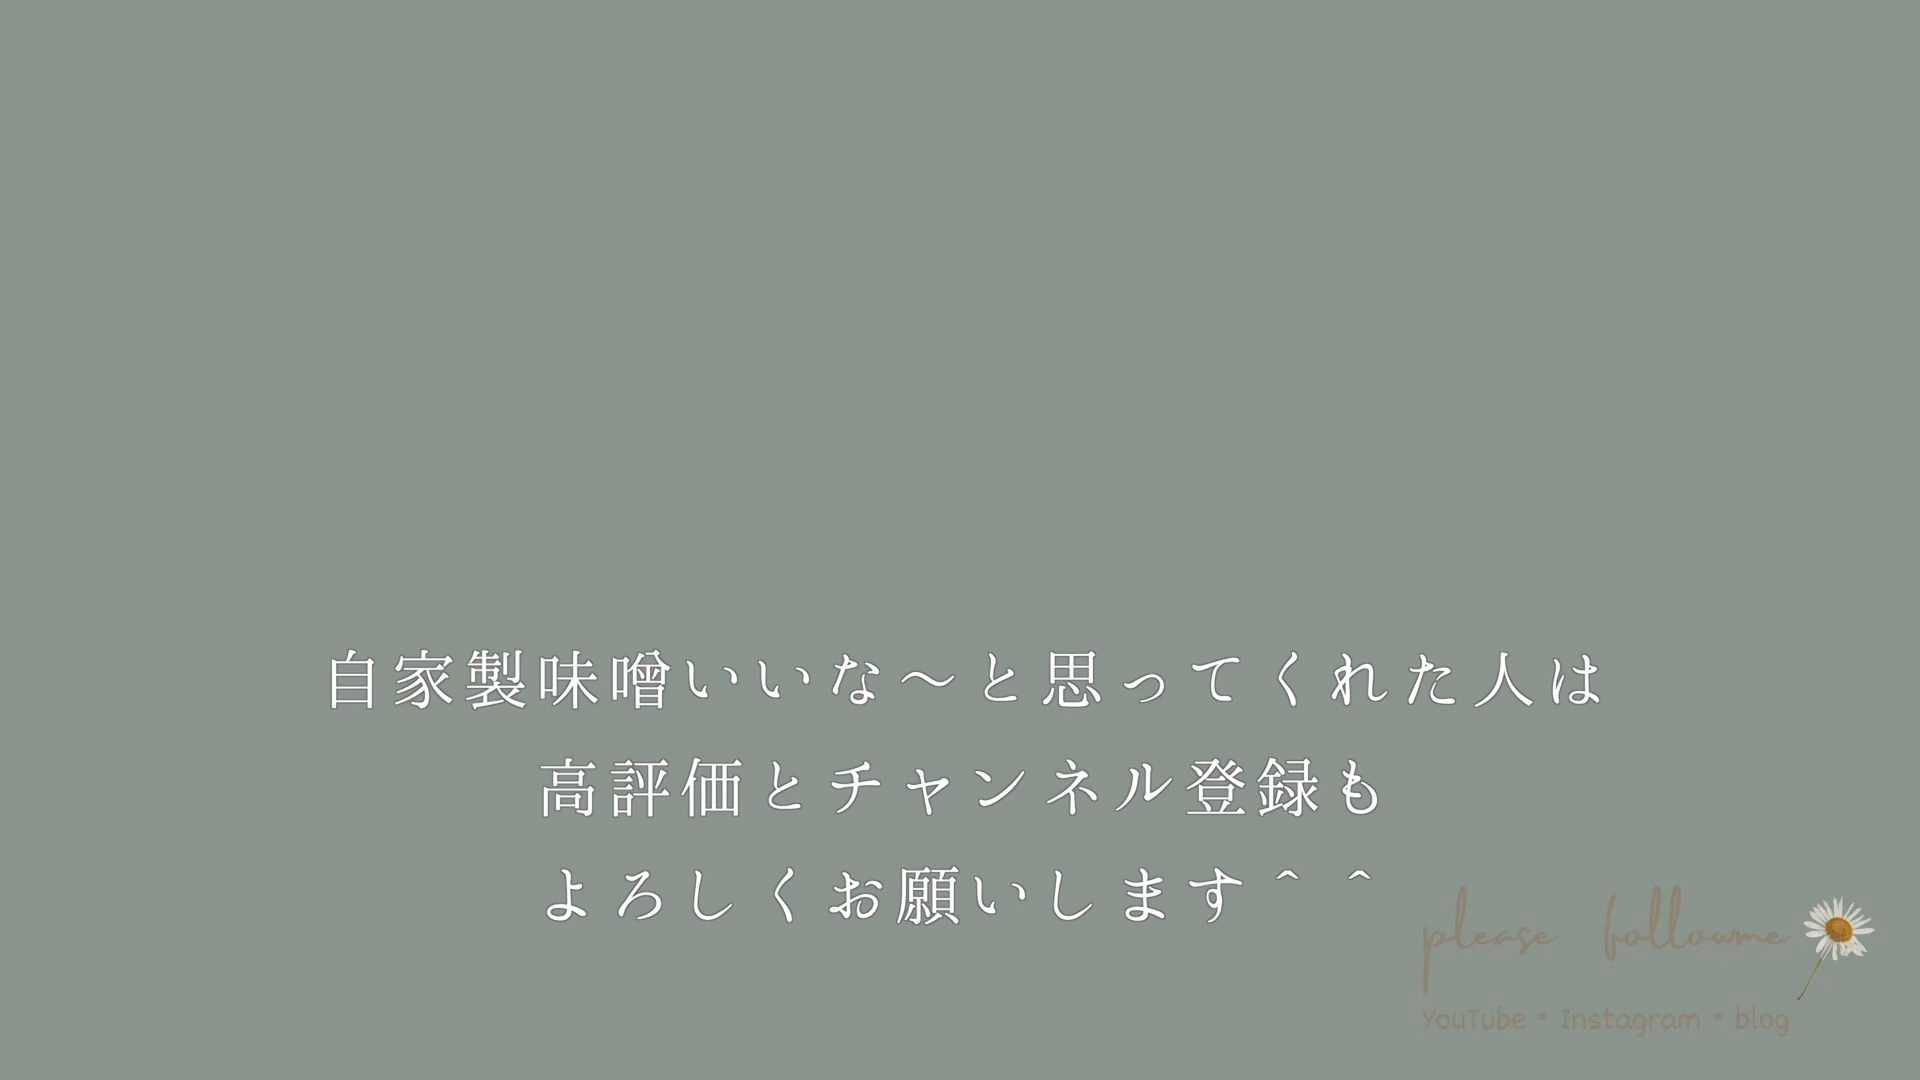 自家製味噌いいな〜と思ってくれた人は
高評価とチャンネル登録も
よろしくお願いします＾＾
please followme
YouTube • Instagram • blog